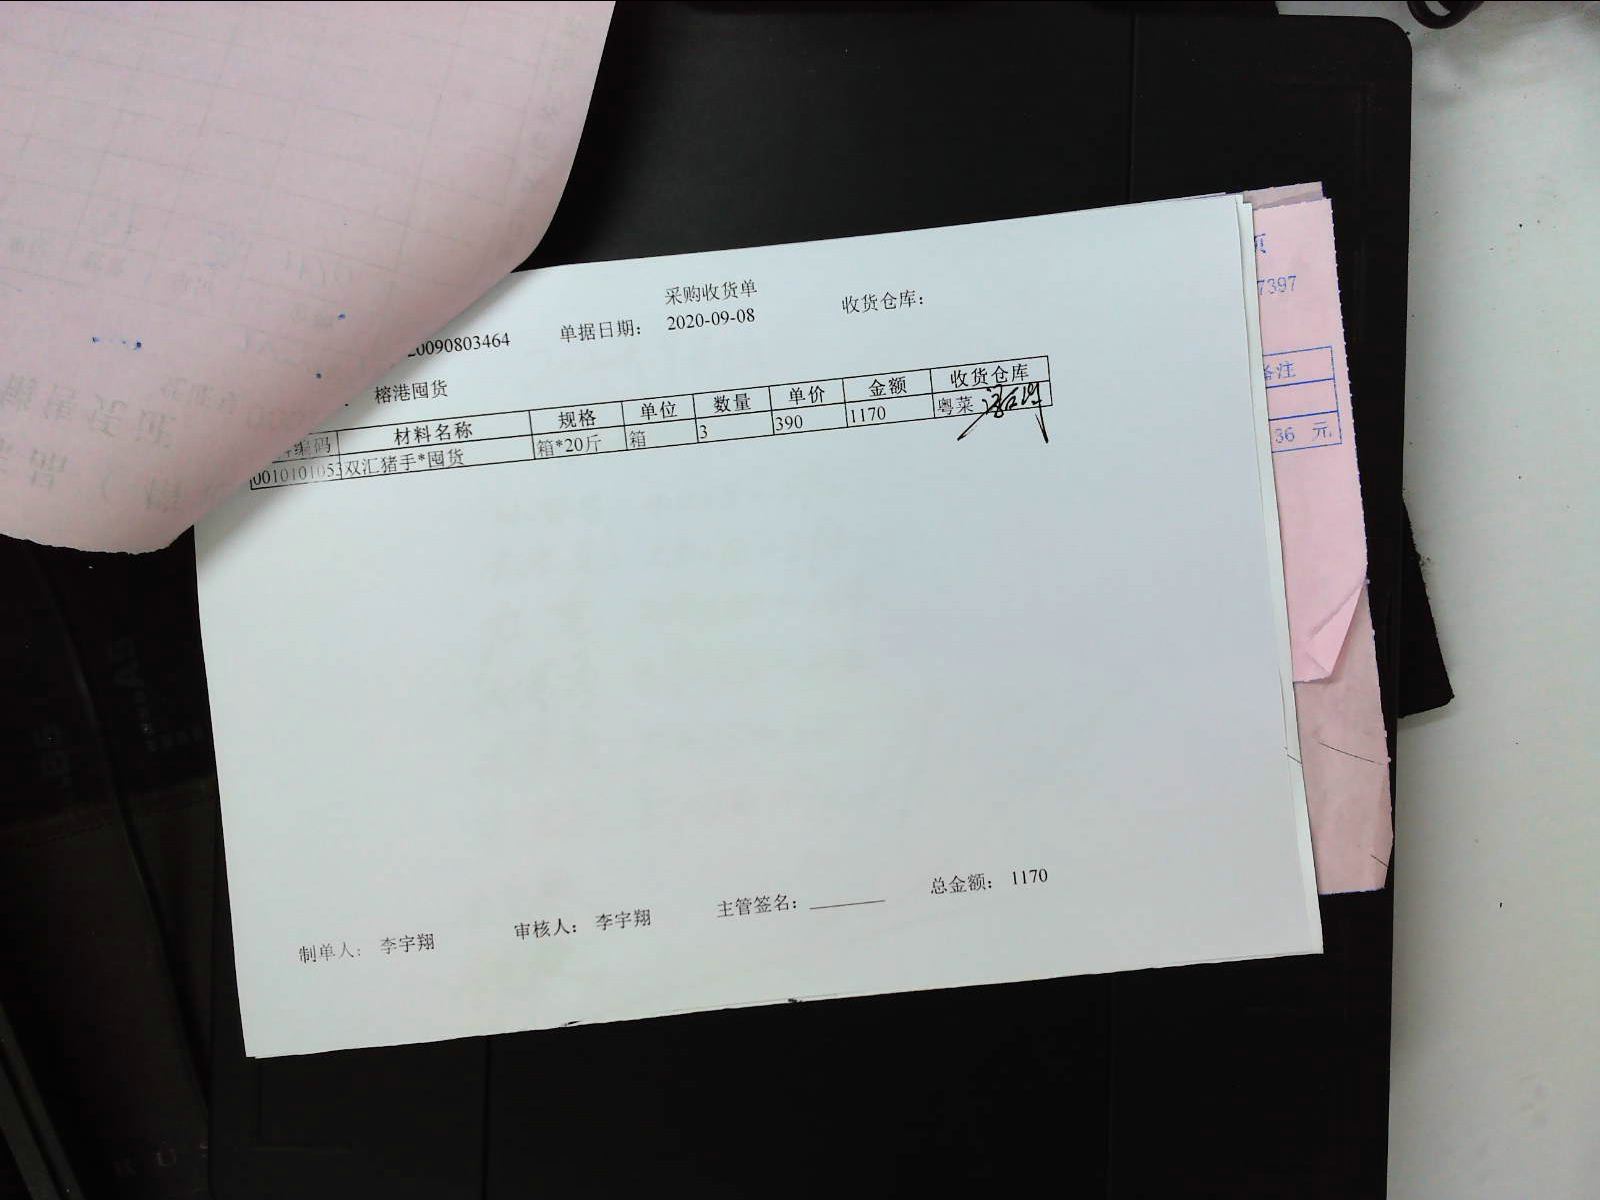 采购收货单
20090803464 单据日期： 2020-09-08 收货仓库：
榕港囤货
编码 材料名称 规格 单位 数量 单价 金额 收货仓库
0010101053 双汇猪手*囤货 箱*20斤 箱 3 390 1170 粤菜
制单人： 李宇翔 审核人： 李宇翔 主管签名： 总金额： 1170
页
7397
备注
36 元